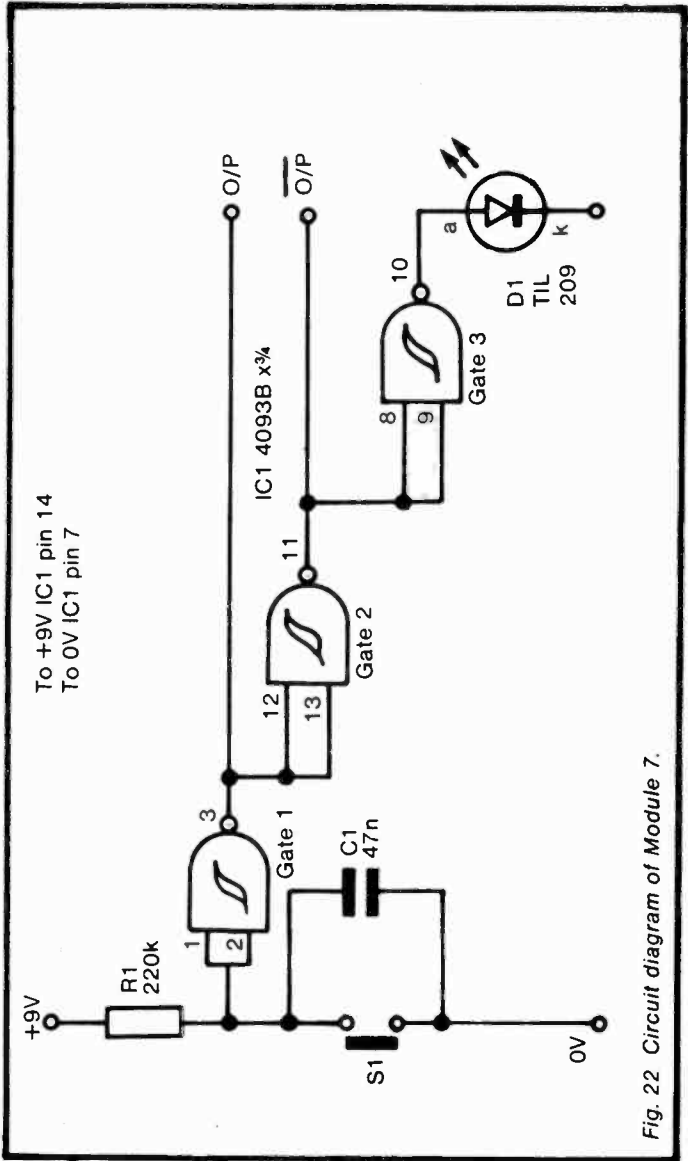 To +9V IC1 pin 14
To 0V IC1 pin 7
+9V
R1
220k
1
2
3
Gate 1
O/P
IC1 4093B x¾
12
13
11
Gate 2
O/P
8
9
10
Gate 3
a
k
D1
TIL
209
C1
47n
S1
0V
Fig. 22 Circuit diagram of Module 7.